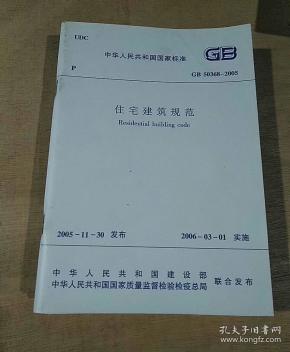 UDC
中华人民共和国国家标准 GB
P GB 50368-2005
住宅建筑规范
Residential building code
2005-11-30 发布 2006-03-01 实施
中华人民共和国建设部
中华人民共和国国家质量监督检验检疫总局 联合发布
孔夫子旧书网